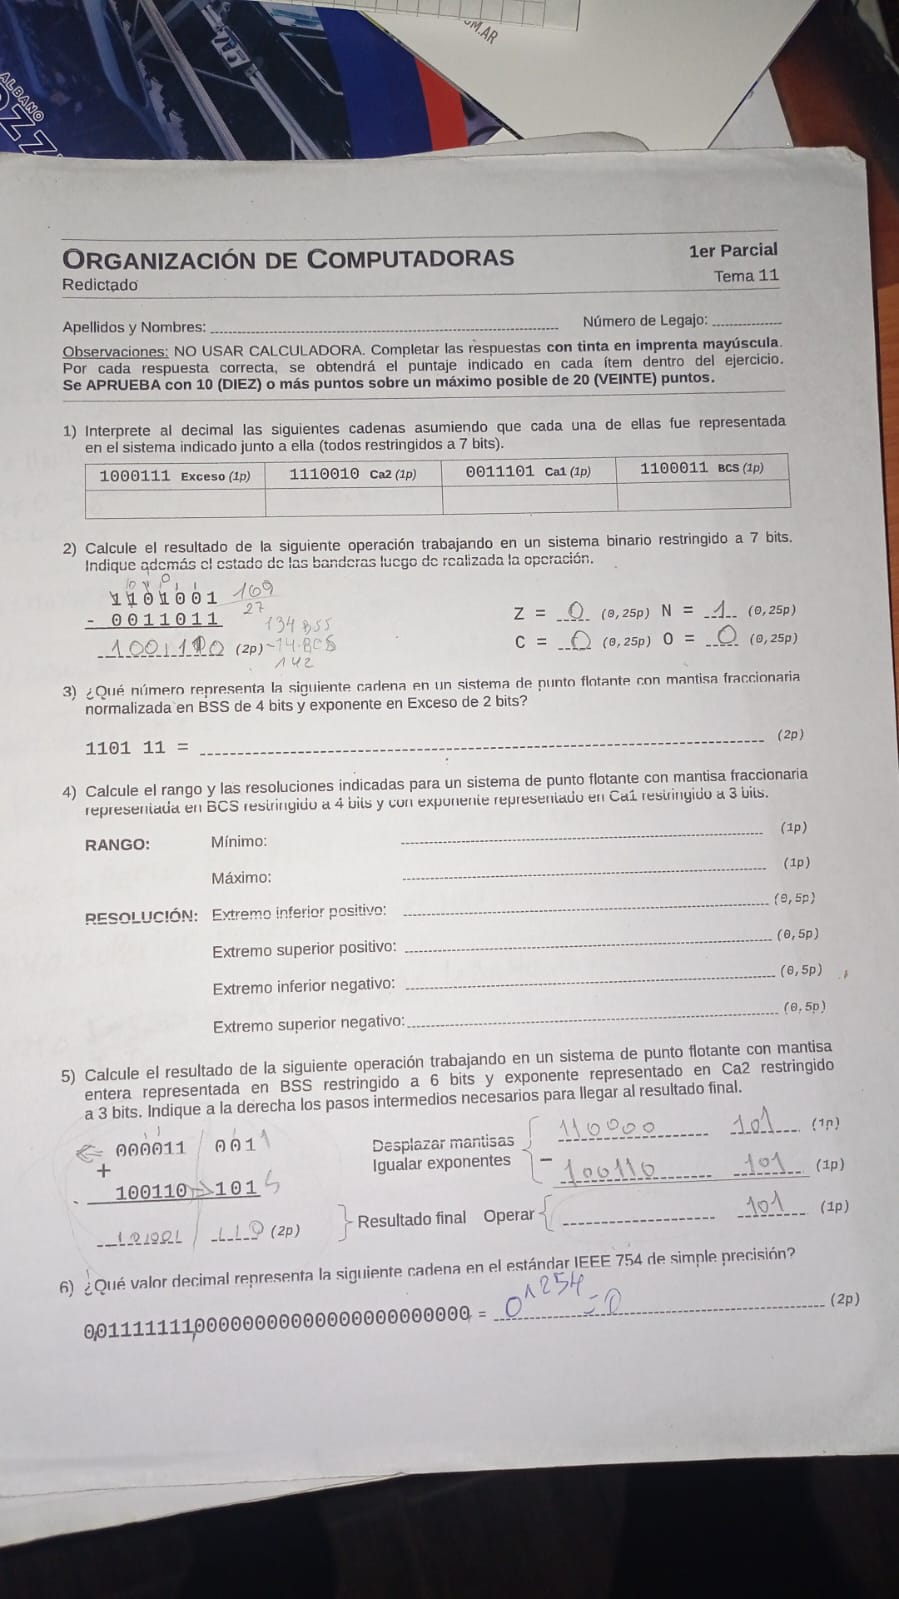 OM.AR
ALBANO
OZZ
ORGANIZACIÓN DE COMPUTADORAS
1er Parcial
Redictado
Tema 11
Apellidos y Nombres:
Número de Legajo:
Observaciones: NO USAR CALCULADORA. Completar las respuestas con tinta en imprenta mayúscula.
Por cada respuesta correcta, se obtendrá el puntaje indicado en cada ítem dentro del ejercicio.
Se APRUEBA con 10 (DIEZ) o más puntos sobre un máximo posible de 20 (VEINTE) puntos.
1) Interprete al decimal las siguientes cadenas asumiendo que cada una de ellas fue representada
en el sistema indicado junto a ella (todos restringidos a 7 bits).
1000111 Exceso (1p) 1110010 Ca2 (1p) 0011101 Ca1 (1p) 1100011 BCS (1p)
2) Calcule el resultado de la siguiente operación trabajando en un sistema binario restringido a 7 bits.
Indique además el estado de las banderas luego de realizada la operación.
1101001 169
27
- 0011011
134 BSS
(2p) -14 BCS
142
Z = 0 (0,25p) N = 1 (0,25p)
C = 0 (0,25p) O = 0 (0,25p)
3) ¿Qué número representa la siguiente cadena en un sistema de punto flotante con mantisa fraccionaria
normalizada en BSS de 4 bits y exponente en Exceso de 2 bits?
1101 11 = (2p)
4) Calcule el rango y las resoluciones indicadas para un sistema de punto flotante con mantisa fraccionaria
representada en BCS restringido a 4 bits y con exponente representado en Ca1 restringido a 3 bits.
RANGO: Mínimo: (1p)
Máximo: (1p)
RESOLUCIÓN: Extremo inferior positivo: (0,5p)
Extremo superior positivo: (0,5p)
Extremo inferior negativo: (0,5p)
Extremo superior negativo: (0,5p)
5) Calcule el resultado de la siguiente operación trabajando en un sistema de punto flotante con mantisa
entera representada en BSS restringido a 6 bits y exponente representado en Ca2 restringido
a 3 bits. Indique a la derecha los pasos intermedios necesarios para llegar al resultado final.
000011 001 1
+
100110 101 5
110 (2p)
Desplazar mantisas
Igualar exponentes
110000 101 (1p)
- 100110 101 (1p)
Resultado final Operar 101 (1p)
6) ¿Qué valor decimal representa la siguiente cadena en el estándar IEEE 754 de simple precisión?
= 0^1254 = 0 (2p)